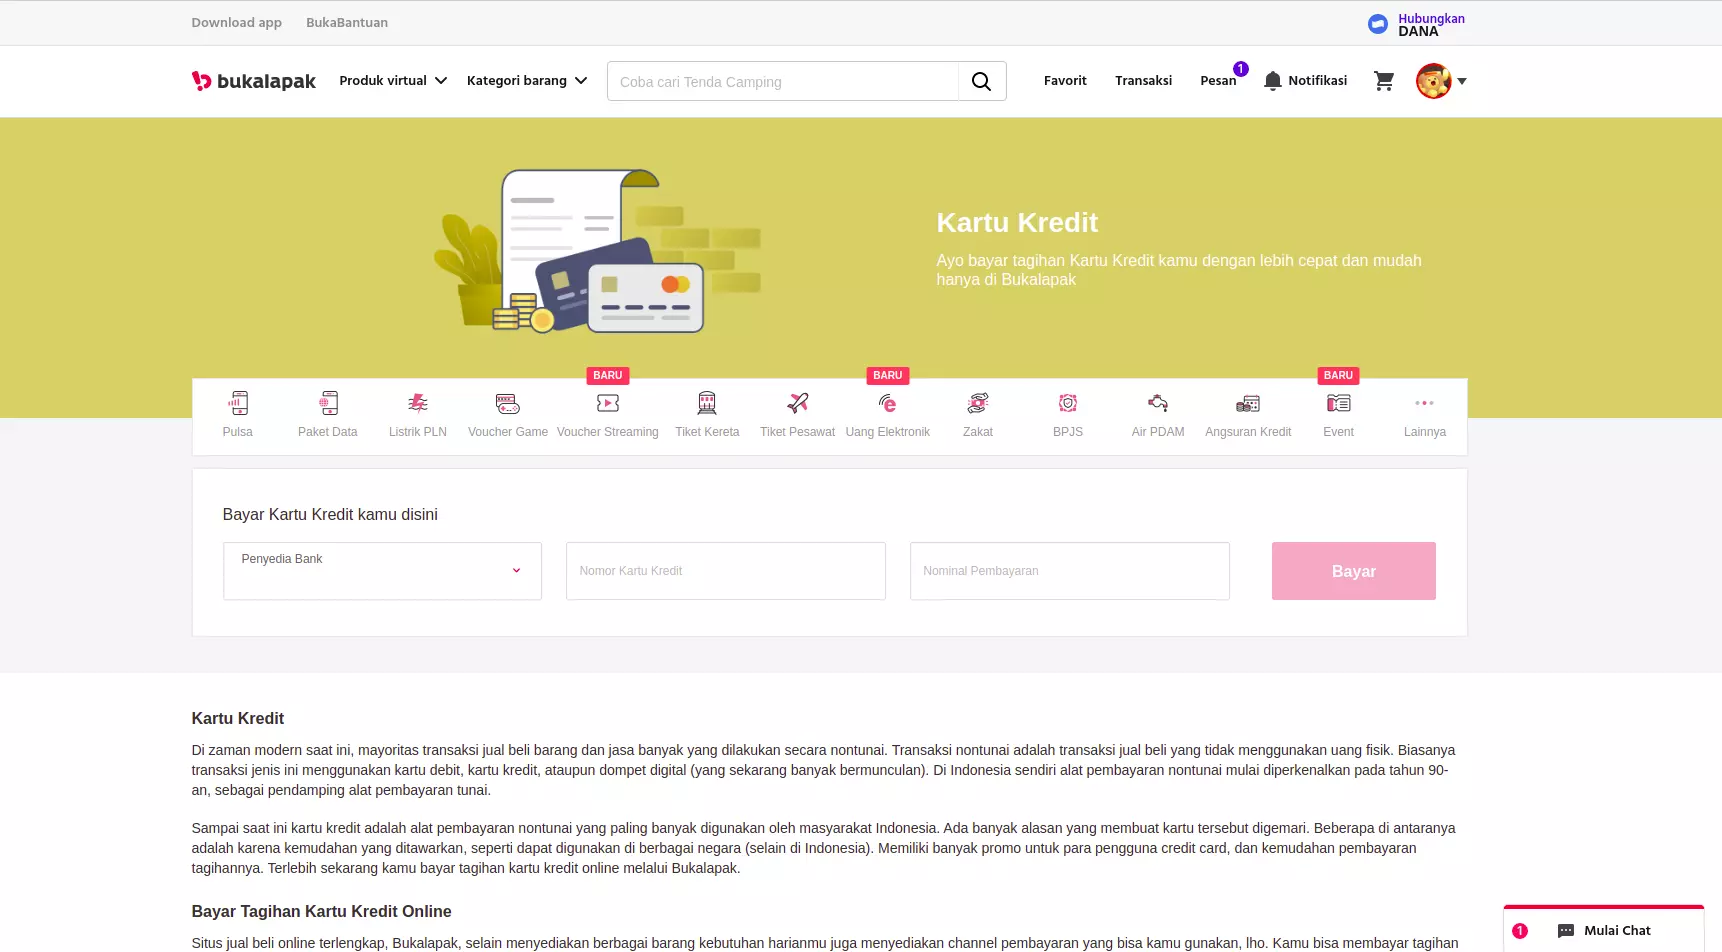 Download app BukaBantuan
Hubungkan
DANA
bukalapak Produk virtual Kategori barang Coba cari Tenda Camping Favorit Transaksi Pesan 1 Notifikasi
Kartu Kredit
Ayo bayar tagihan Kartu Kredit kamu dengan lebih cepat dan mudah
hanya di Bukalapak
BARU BARU BARU
Pulsa Paket Data Listrik PLN Voucher Game Voucher Streaming Tiket Kereta Tiket Pesawat Uang Elektronik Zakat BPJS Air PDAM Angsuran Kredit Event Lainnya
Bayar Kartu Kredit kamu disini
Penyedia Bank Nomor Kartu Kredit Nominal Pembayaran Bayar
Kartu Kredit
Di zaman modern saat ini, mayoritas transaksi jual beli barang dan jasa banyak yang dilakukan secara nontunai. Transaksi nontunai adalah transaksi jual beli yang tidak menggunakan uang fisik. Biasanya
transaksi jenis ini menggunakan kartu debit, kartu kredit, ataupun dompet digital (yang sekarang banyak bermunculan). Di Indonesia sendiri alat pembayaran nontunai mulai diperkenalkan pada tahun 90-
an, sebagai pendamping alat pembayaran tunai.
Sampai saat ini kartu kredit adalah alat pembayaran nontunai yang paling banyak digunakan oleh masyarakat Indonesia. Ada banyak alasan yang membuat kartu tersebut digemari. Beberapa di antaranya
adalah karena kemudahan yang ditawarkan, seperti dapat digunakan di berbagai negara (selain di Indonesia). Memiliki banyak promo untuk para pengguna credit card, dan kemudahan pembayaran
tagihannya. Terlebih sekarang kamu bayar tagihan kartu kredit online melalui Bukalapak.
Bayar Tagihan Kartu Kredit Online
Situs jual beli online terlengkap, Bukalapak, selain menyediakan berbagai barang kebutuhan harianmu juga menyediakan channel pembayaran yang bisa kamu gunakan, lho. Kamu bisa membayar tagihan
1 Mulai Chat